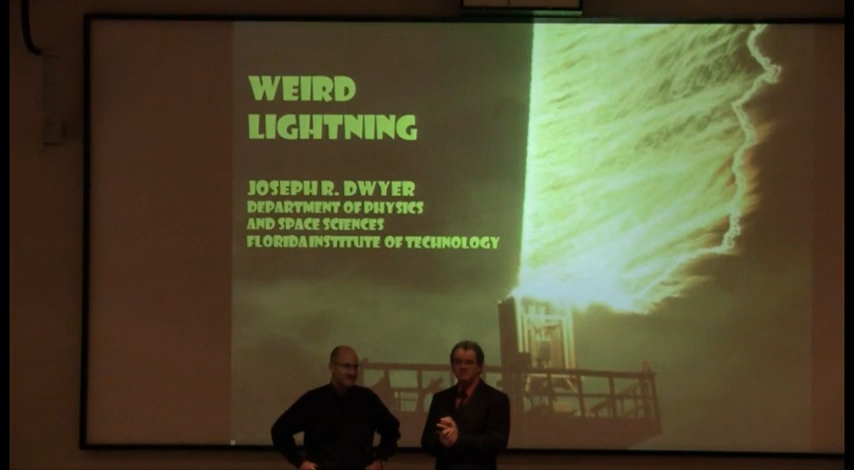 WEIRD
LIGHTNING
JOSEPH R. DWYER
DEPARTMENT OF PHYSICS
AND SPACE SCIENCES
FLORIDA INSTITUTE OF TECHNOLOGY